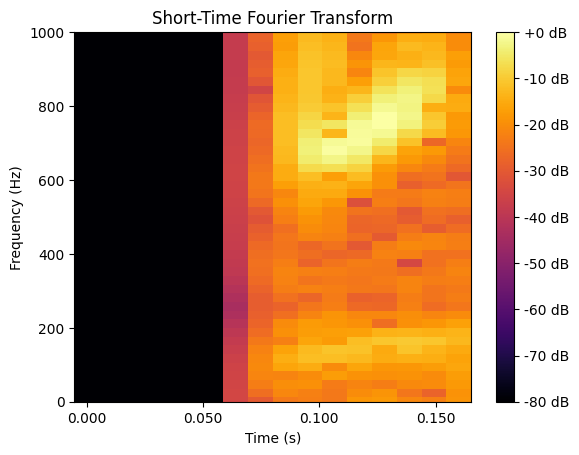 Short-Time Fourier Transform
1000
800
600
400
200
0
Frequency (Hz)
0.000
0.050
0.100
0.150
Time (s)
+0 dB
-10 dB
-20 dB
-30 dB
-40 dB
-50 dB
-60 dB
-70 dB
-80 dB